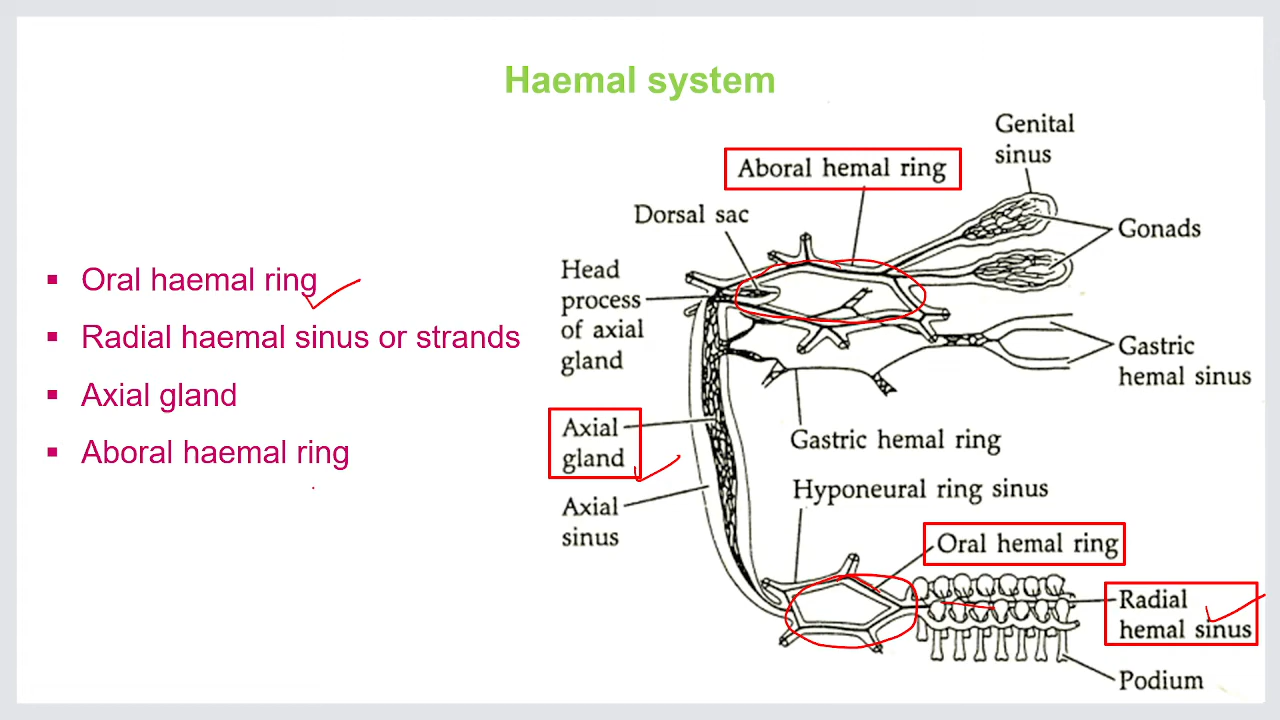 Haemal system
▪ Oral haemal ring
▪ Radial haemal sinus or strands
▪ Axial gland
▪ Aboral haemal ring
Genital
sinus
Aboral hemal ring
Dorsal sac
Gonads
Head
process
of axial
gland
Gastric
hemal sinus
Axial
gland
Gastric hemal ring
Hyponeural ring sinus
Axial
sinus
Oral hemal ring
Radial
hemal sinus
Podium